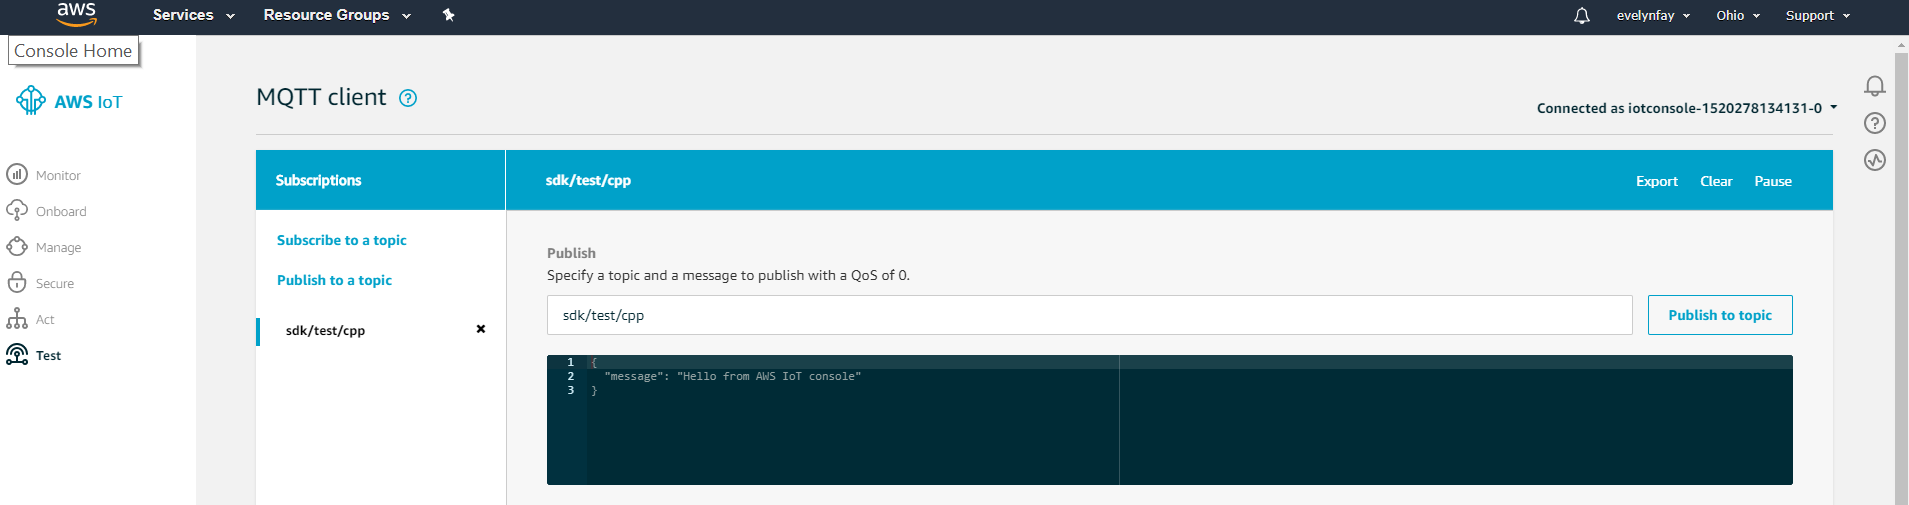 aws Services Resource Groups evelynfay Ohio Support
Console Home
AWS IoT
MQTT client ?
Connected as iotconsole-1520278134131-0
Monitor
Onboard
Manage
Secure
Act
Test
Subscriptions
Subscribe to a topic
Publish to a topic
sdk/test/cpp ×
sdk/test/cpp
Export Clear Pause
Publish
Specify a topic and a message to publish with a QoS of 0.
sdk/test/cpp
Publish to topic
1 {
2 "message": "Hello from AWS IoT console"
3 }
?